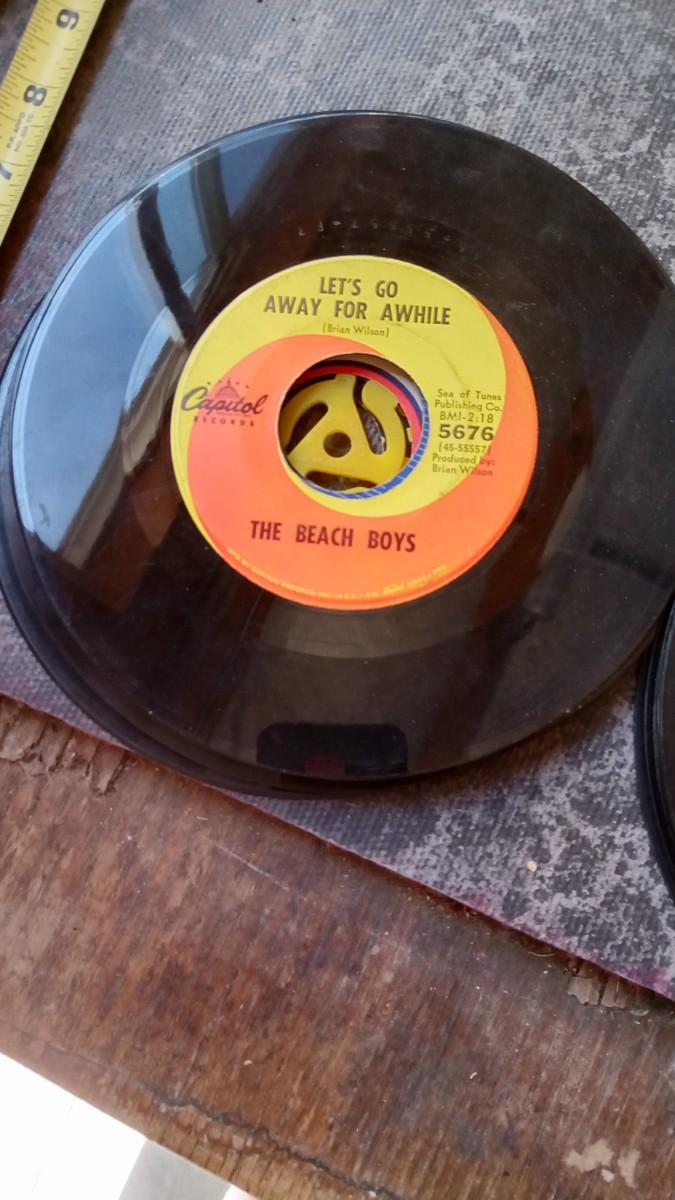 9
8
7
LET'S GO
AWAY FOR AWHILE
(Brian Wilson)
Capitol
RECORDS
Sea of Tunes
Publishing Co.
BMI-2:18
5676
(45-55557)
Produced by:
Brian Wilson
THE BEACH BOYS